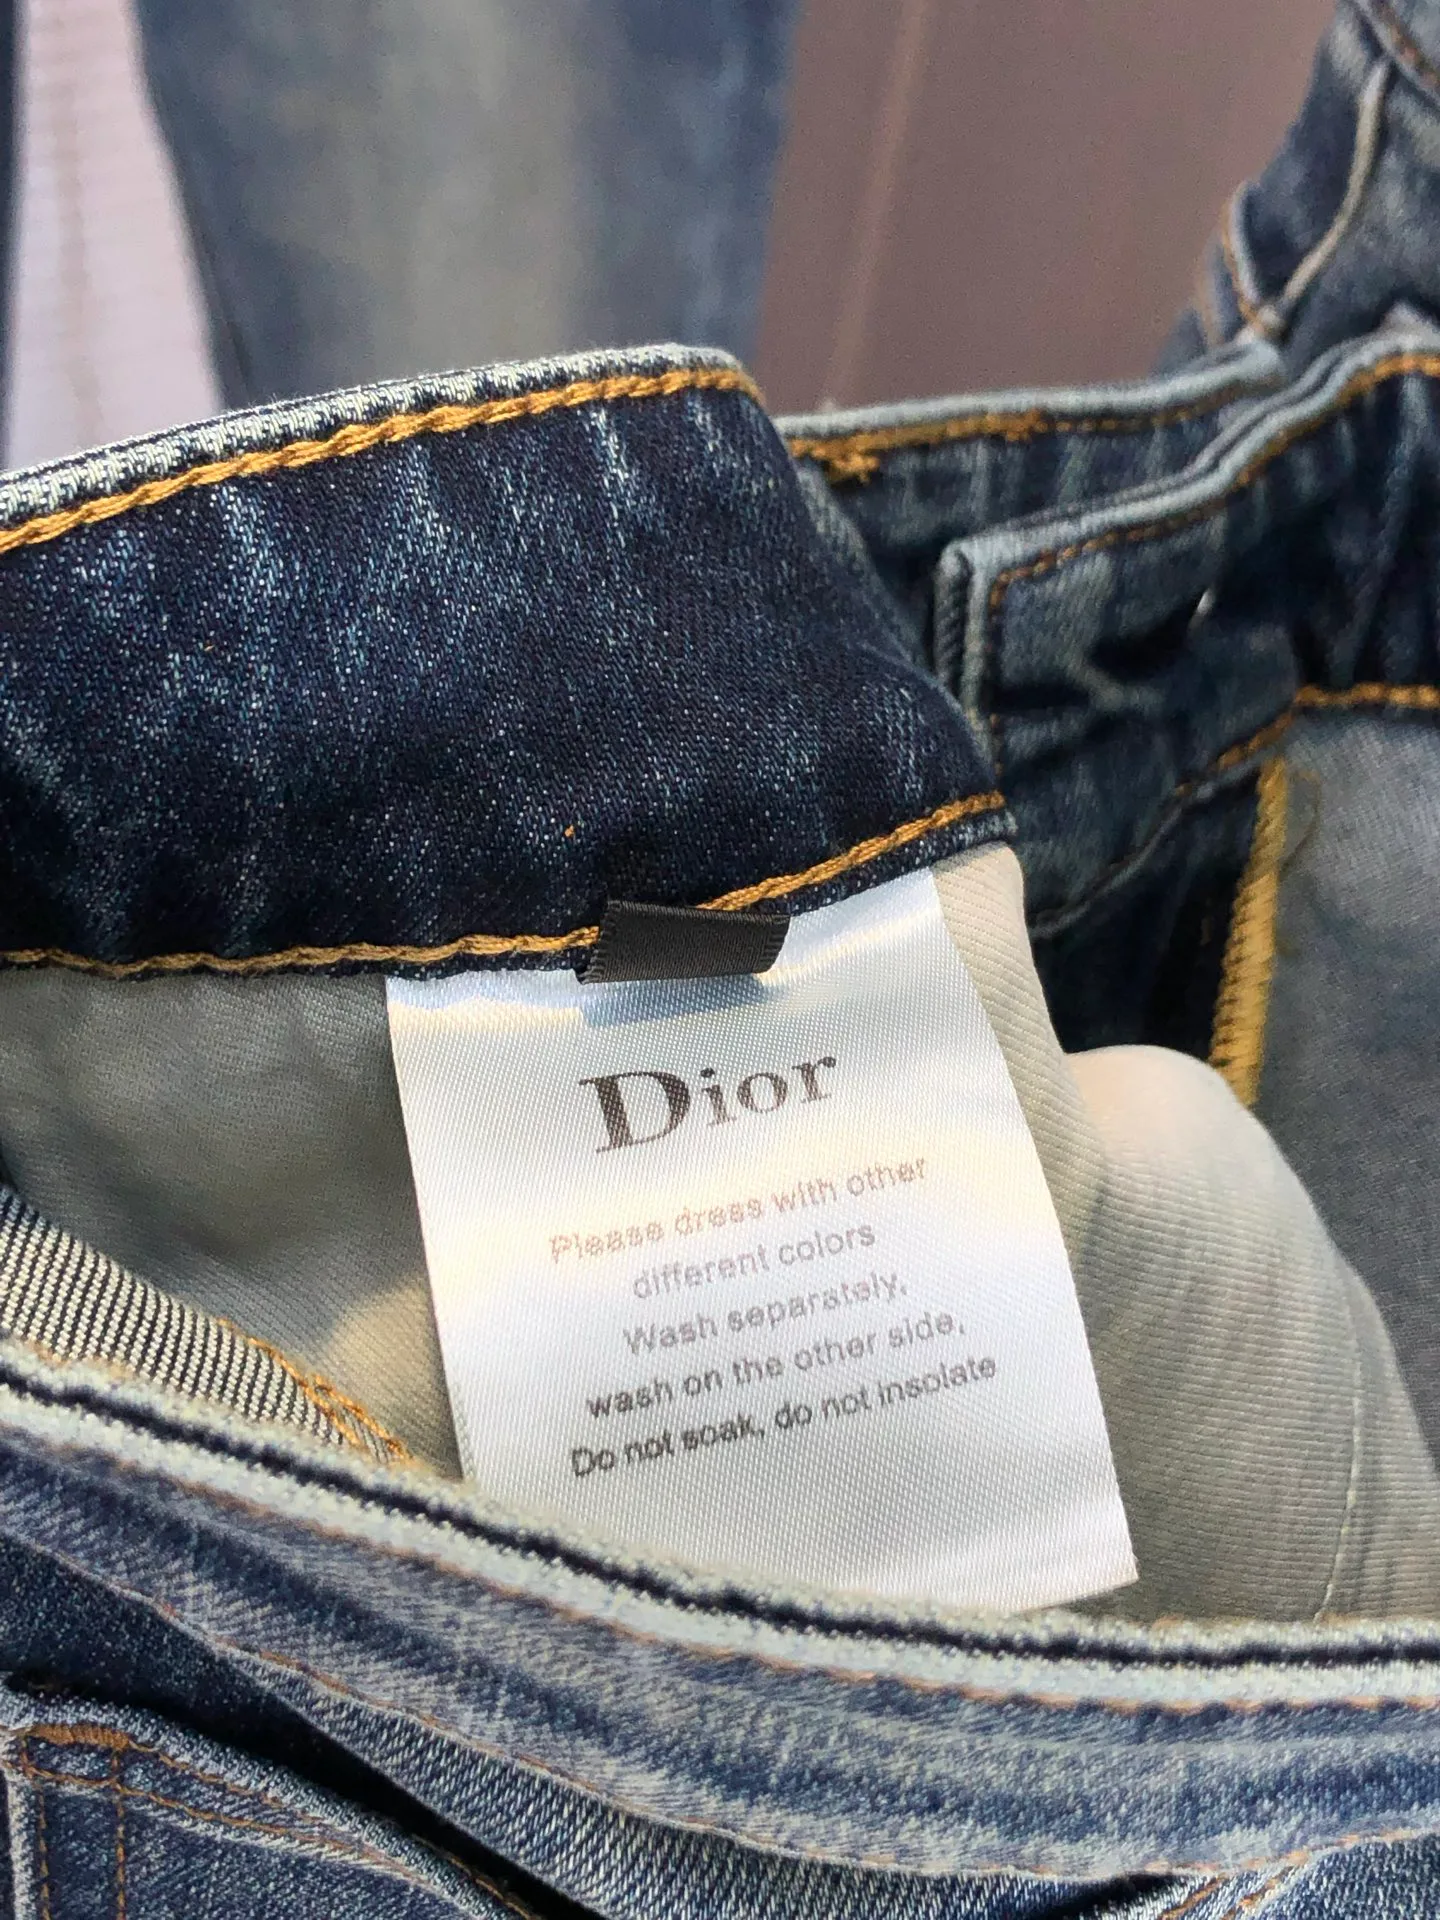 Dior
Please dress with other
different colors
Wash separately,
wash on the other side,
Do not soak, do not insolate